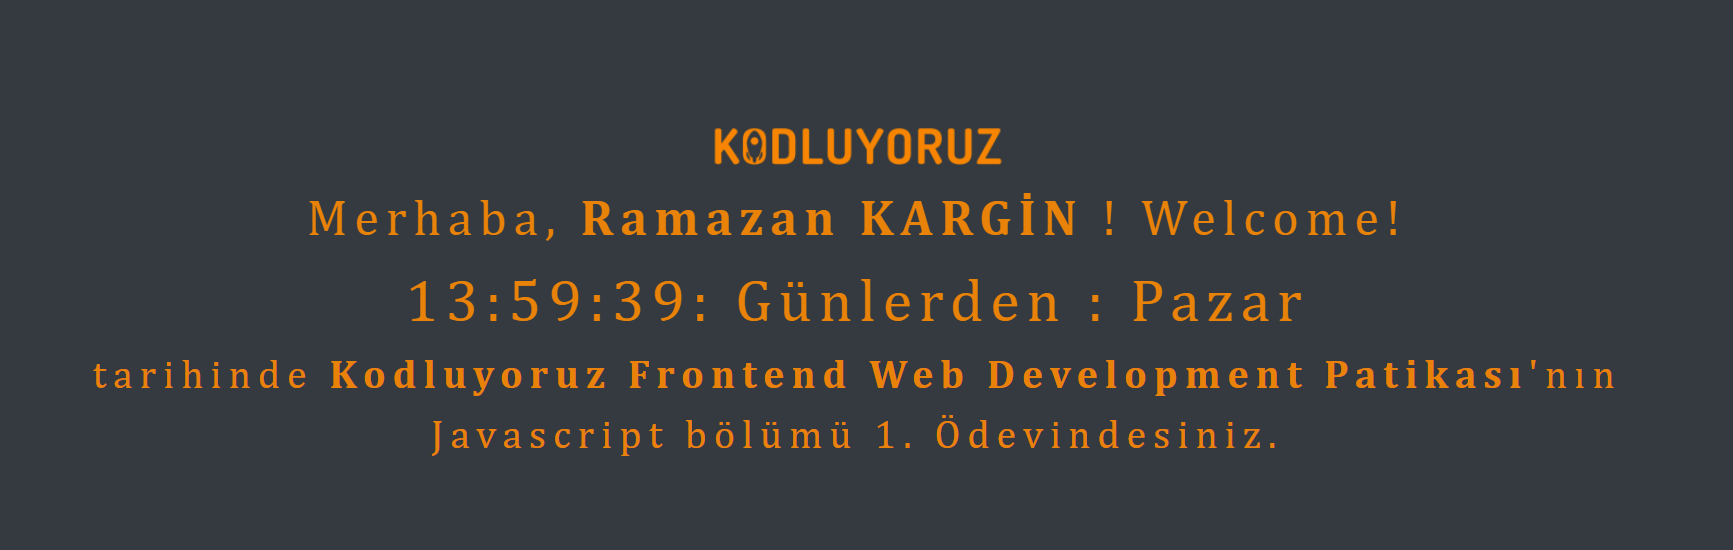 KODLUYORUZ
Merhaba, Ramazan KARGİN ! Welcome!
13:59:39: Günlerden : Pazar
tarihinde Kodluyoruz Frontend Web Development Patikası'nın
Javascript bölümü 1. Ödevindesiniz.